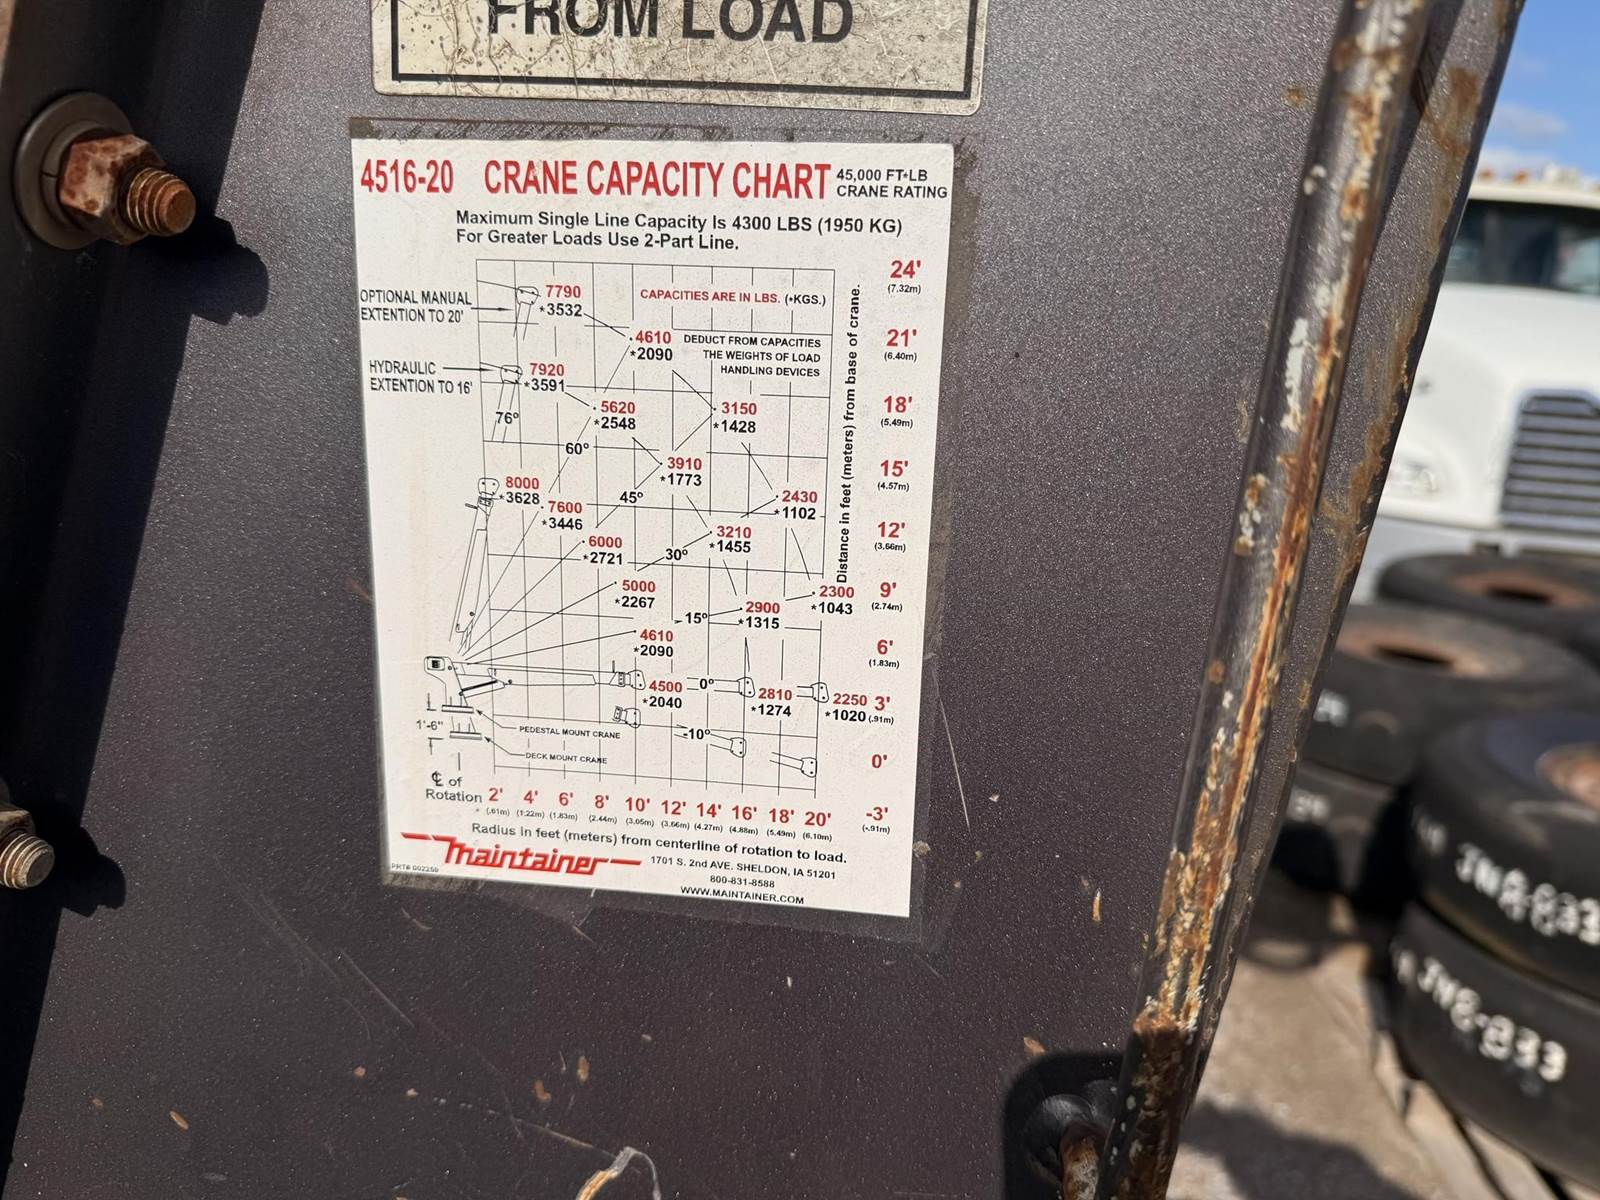 FROM LOAD
4516-20 CRANE CAPACITY CHART 45,000 FT•LB
CRANE RATING
Maximum Single Line Capacity Is 4300 LBS (1950 KG)
For Greater Loads Use 2-Part Line.
24'
(7.32m)
OPTIONAL MANUAL
EXTENTION TO 20'
7790
*3532
CAPACITIES ARE IN LBS. (*KGS.)
4610
*2090
DEDUCT FROM CAPACITIES
THE WEIGHTS OF LOAD
HANDLING DEVICES
Distance in feet (meters) from base of crane.
21'
(6.40m)
HYDRAULIC
EXTENTION TO 16'
7920
*3591
76º
5620
*2548
3150
*1428
18'
(5.49m)
60º
3910
*1773
15'
(4.57m)
8000
*3628
45º
2430
*1102
7600
*3446
12'
(3.66m)
6000
*2721
30º
3210
*1455
5000
*2267
2300
*1043
9'
(2.74m)
15º
2900
*1315
4610
*2090
6'
(1.83m)
4500
*2040
0º
2810
*1274
2250
*1020
3'
(.91m)
1'-6"
PEDESTAL MOUNT CRANE
-10º
DECK MOUNT CRANE
0'
℄ of
Rotation
2' 4' 6' 8' 10' 12' 14' 16' 18' 20' -3'
(.61m) (1.22m) (1.83m) (2.44m) (3.05m) (3.66m) (4.27m) (4.88m) (5.49m) (6.10m) (-.91m)
Radius in feet (meters) from centerline of rotation to load.
Maintainer
PRT# 002250
1701 S. 2nd AVE. SHELDON, IA 51201
800-831-8588
WWW.MAINTAINER.COM